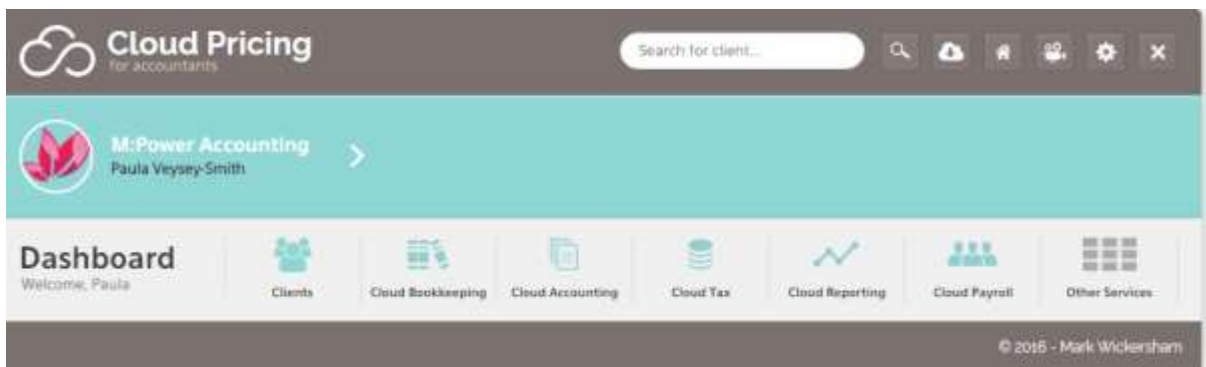 Cloud Pricing
for accountants
Search for client...
M:Power Accounting
Paula Veysey-Smith
Dashboard
Welcome, Paula
Clients
Cloud Bookkeeping
Cloud Accounting
Cloud Tax
Cloud Reporting
Cloud Payroll
Other Services
© 2016 - Mark Wickersham